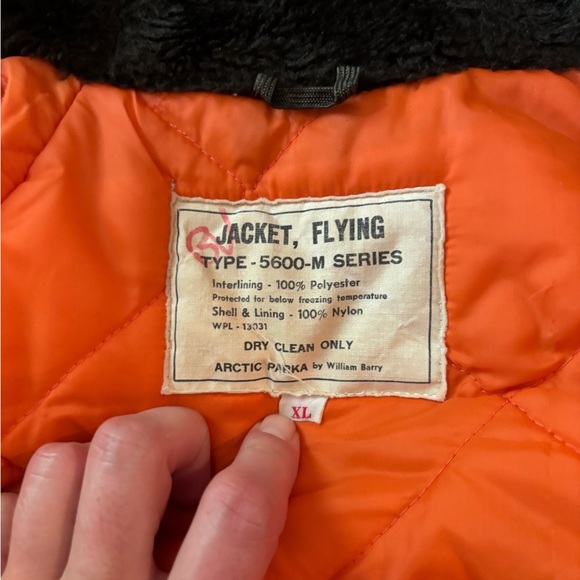 JACKET, FLYING
TYPE - 5600-M SERIES
Interlining - 100% Polyester
Protected for below freezing temperature
Shell & Lining - 100% Nylon
WPL - 13031
DRY CLEAN ONLY
ARCTIC PARKA by William Barry
XL